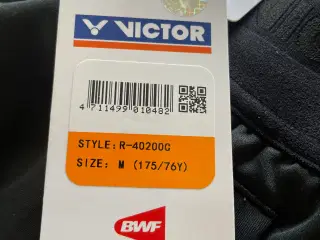 VICTOR
4 711499 010482
STYLE: R-40200C
SIZE: M (175/76Y)
BWF